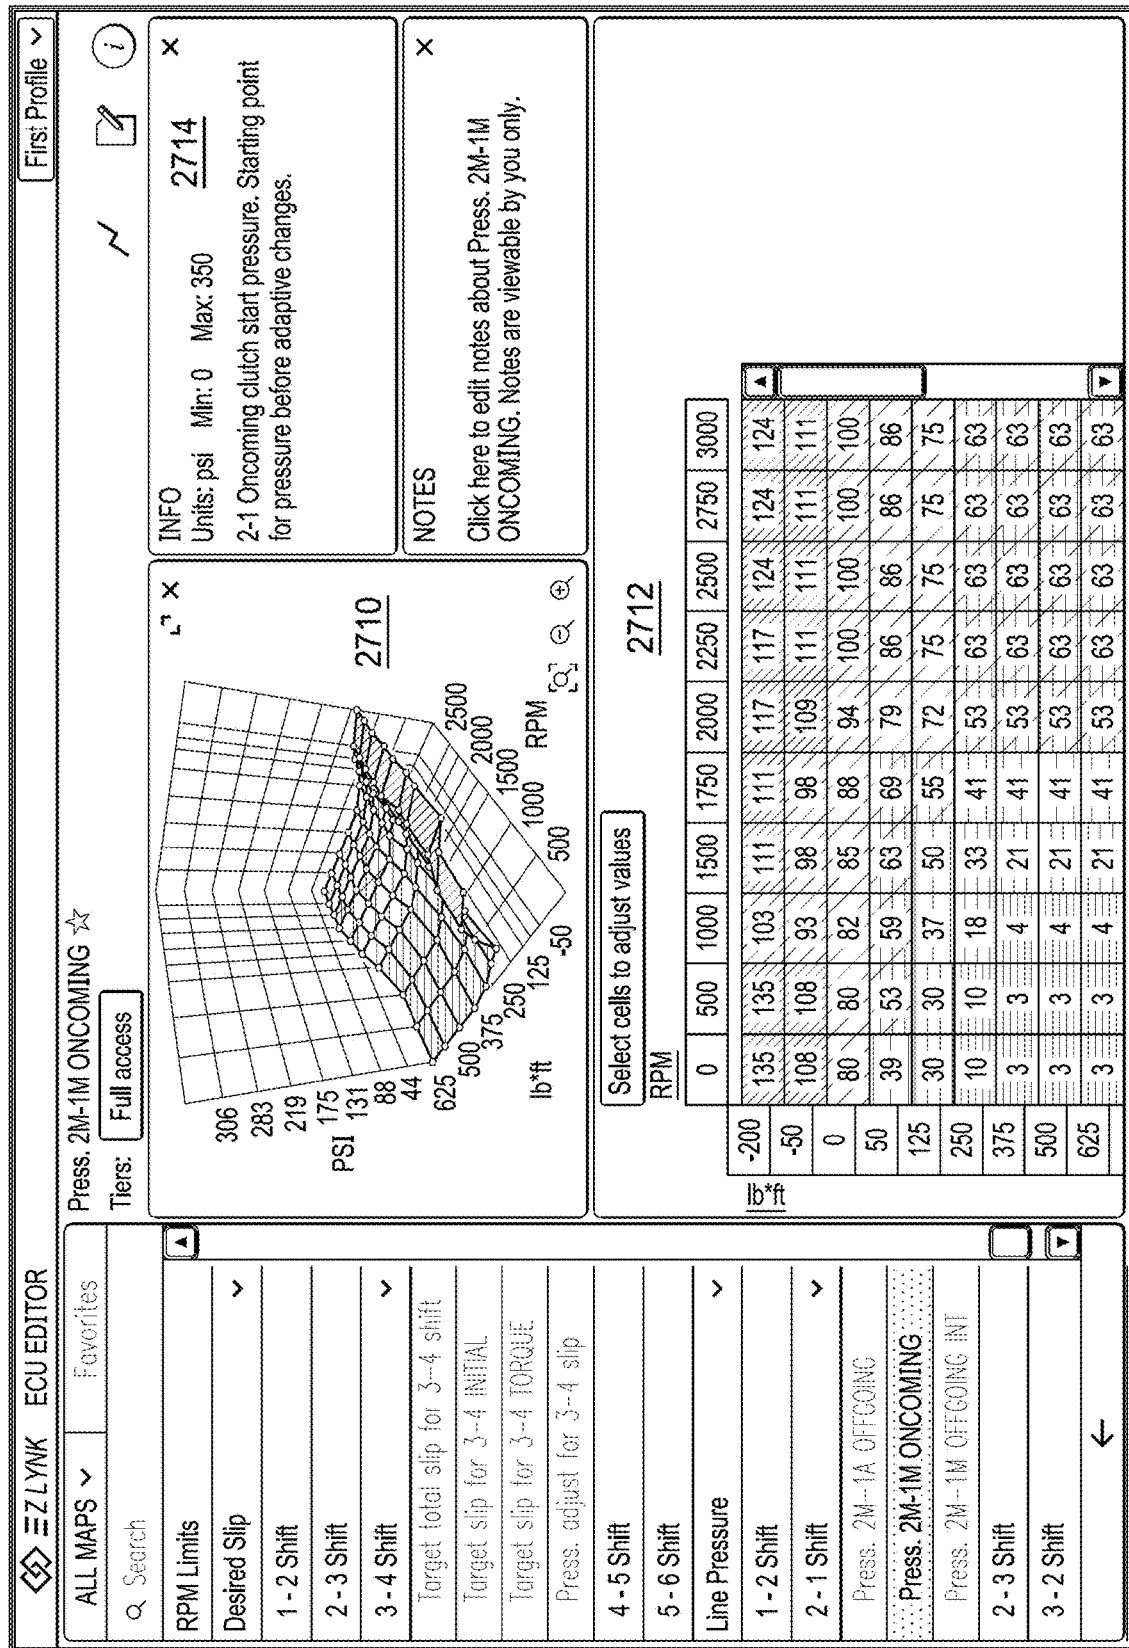 EZ LYNK ECU EDITOR
First Profile
ALL MAPS
Favorites
Search
RPM Limits
Desired Slip
1 - 2 Shift
2 - 3 Shift
3 - 4 Shift
Target total slip for 3-4 shift
Target slip for 3-4 INITIAL
Target slip for 3-4 TORQUE
Press. adjust for 3-4 slip
4 - 5 Shift
5 - 6 Shift
Line Pressure
1 - 2 Shift
2 - 1 Shift
Press. 2M-1A OFFGOING
Press. 2M-1M ONCOMING
Press. 2M-1M OFFGOING INT
2 - 3 Shift
3 - 2 Shift
Press. 2M-1M ONCOMING
Tiers: Full access
306
283
219
175
131
88
44
PSI
625
500
375
250
125
-50
lb*ft
500
1000
1500
2000
2500
RPM
2710
INFO
2714
Units: psi Min: 0 Max: 350
2-1 Oncoming clutch start pressure. Starting point
for pressure before adaptive changes.
NOTES
Click here to edit notes about Press. 2M-1M
ONCOMING. Notes are viewable by you only.
Select cells to adjust values
2712
RPM
lb*ft
0 500 1000 1500 1750 2000 2250 2500 2750 3000
-200 135 135 103 111 111 117 117 124 124 124
-50 108 108 93 98 98 109 111 111 111 111
0 80 80 82 85 88 94 100 100 100 100
50 39 53 59 63 69 79 86 86 86 86
125 30 30 37 50 55 72 75 75 75 75
250 10 10 18 33 41 53 63 63 63 63
375 3 3 4 21 41 53 63 63 63 63
500 3 3 4 21 41 53 63 63 63 63
625 3 3 4 21 41 53 63 63 63 63